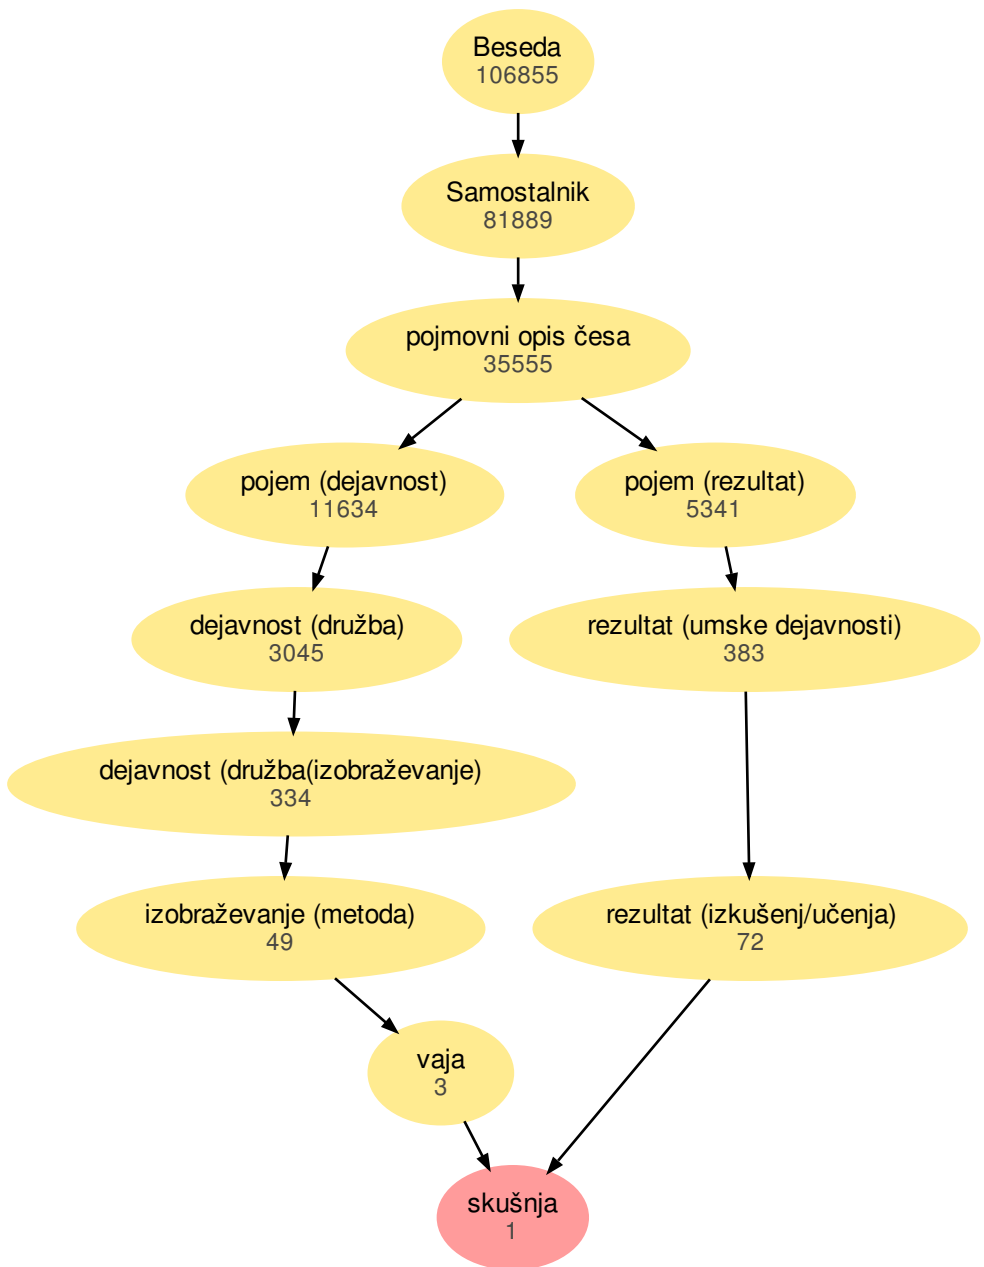 Beseda
106855
Samostalnik
81889
pojmovni opis česa
35555
pojem (dejavnost)
11634
pojem (rezultat)
5341
dejavnost (družba)
3045
rezultat (umske dejavnosti)
383
dejavnost (družba(izobraževanje)
334
izobraževanje (metoda)
49
rezultat (izkušenj/učenja)
72
vaja
3
skušnja
1